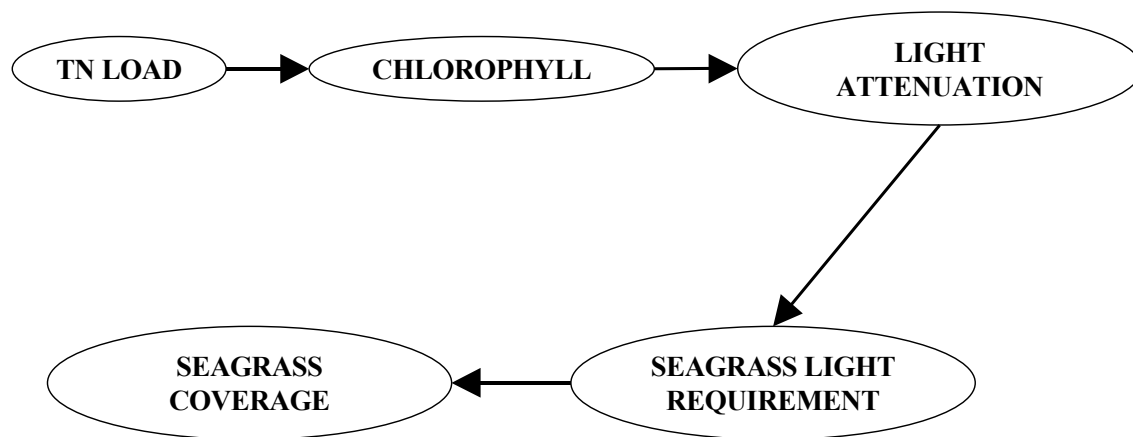 TN LOAD
CHLOROPHYLL
LIGHT
ATTENUATION
SEAGRASS
COVERAGE
SEAGRASS LIGHT
REQUIREMENT